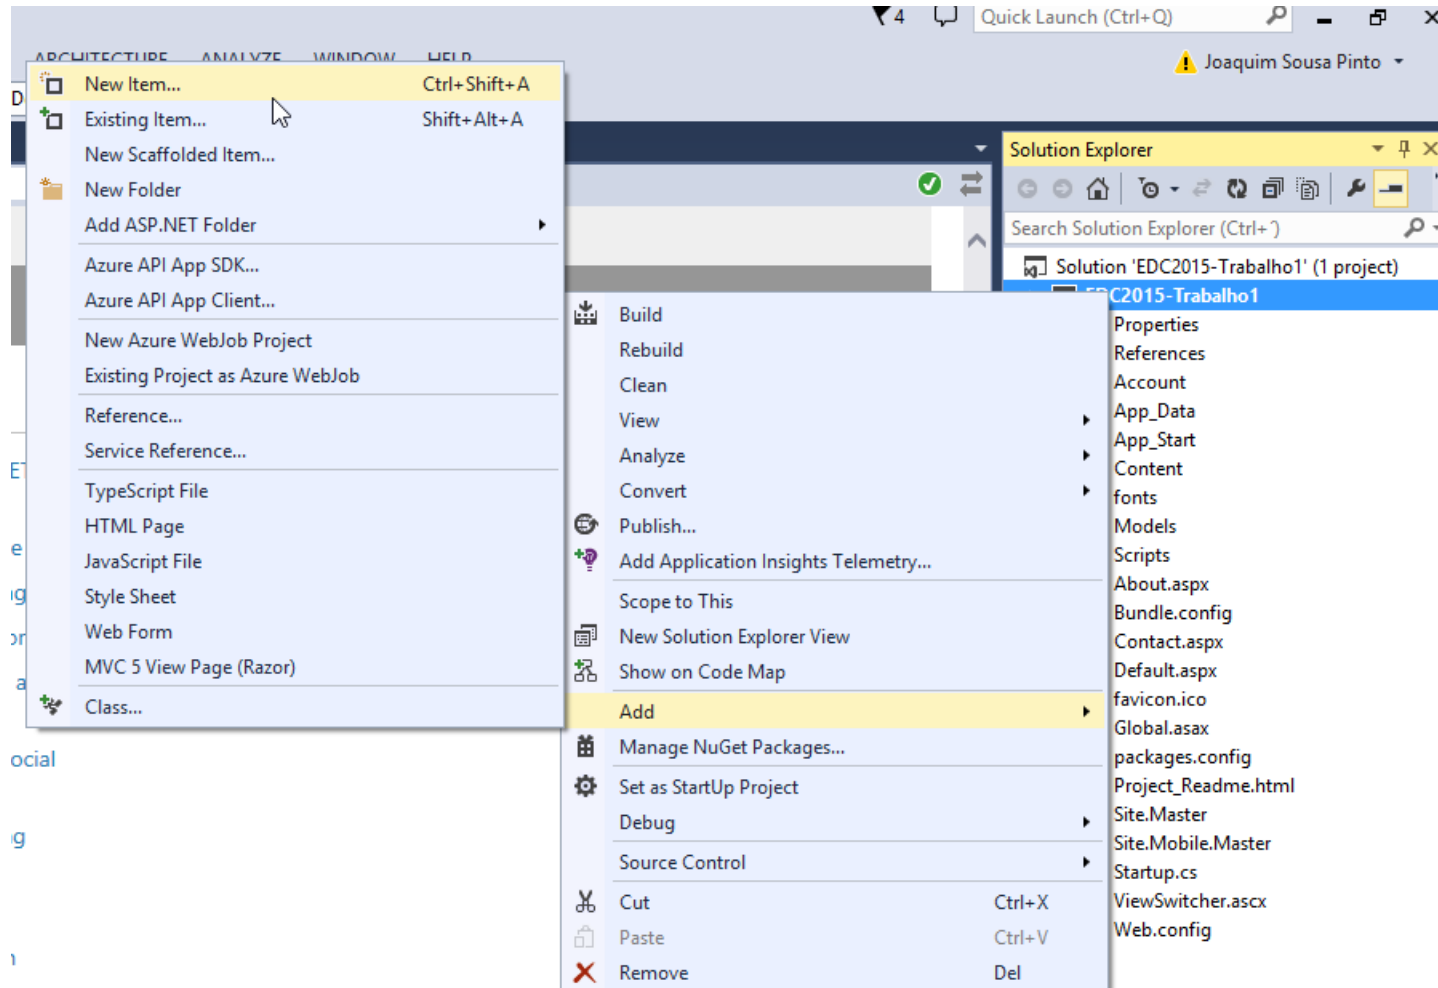 4
Quick Launch (Ctrl+Q)
ARCHITECTURE ANALYZE WINDOW HELP
Joaquim Sousa Pinto
D
New Item... Ctrl+Shift+A
Existing Item... Shift+Alt+A
New Scaffolded Item...
New Folder
Add ASP.NET Folder
Azure API App SDK...
Azure API App Client...
New Azure WebJob Project
Existing Project as Azure WebJob
Reference...
Service Reference...
TypeScript File
HTML Page
JavaScript File
Style Sheet
Web Form
MVC 5 View Page (Razor)
Class...
ET
e
a
ocial
Build
Rebuild
Clean
View
Analyze
Convert
Publish...
Add Application Insights Telemetry...
Scope to This
New Solution Explorer View
Show on Code Map
Add
Manage NuGet Packages...
Set as StartUp Project
Debug
Source Control
Cut Ctrl+X
Paste Ctrl+V
Remove Del
Solution Explorer
Search Solution Explorer (Ctrl+´)
Solution 'EDC2015-Trabalho1' (1 project)
EDC2015-Trabalho1
Properties
References
Account
App_Data
App_Start
Content
fonts
Models
Scripts
About.aspx
Bundle.config
Contact.aspx
Default.aspx
favicon.ico
Global.asax
packages.config
Project_Readme.html
Site.Master
Site.Mobile.Master
Startup.cs
ViewSwitcher.ascx
Web.config